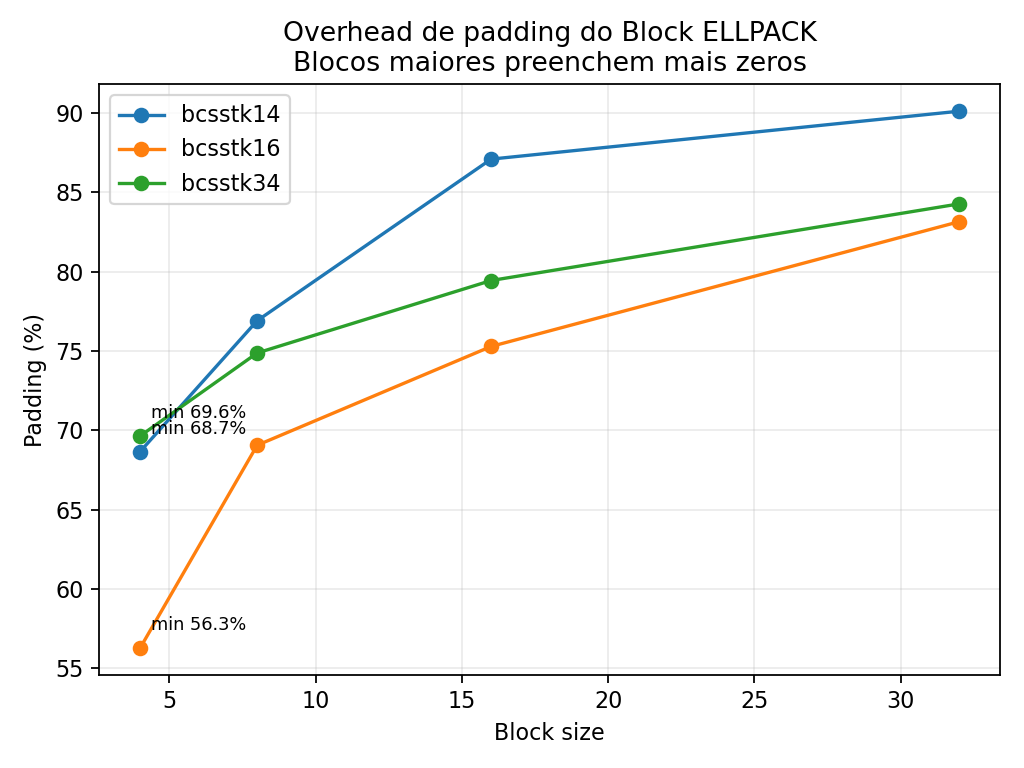 Overhead de padding do Block ELLPACK
Blocos maiores preenchem mais zeros
bcsstk14
bcsstk16
bcsstk34
Padding (%)
90
85
80
75
70
65
60
55
min 69.6%
min 68.7%
min 56.3%
5
10
15
20
25
30
Block size